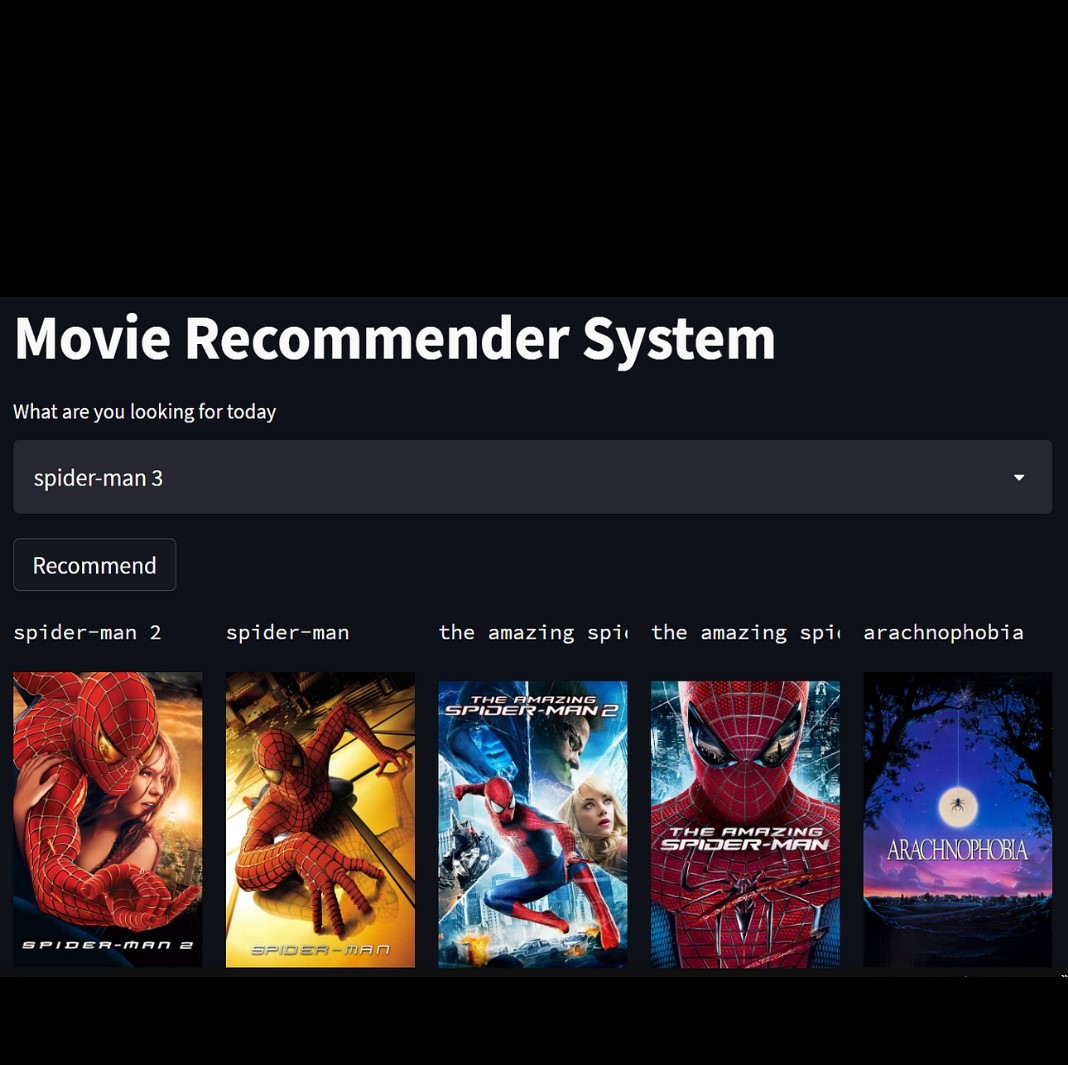 Movie Recommender System
What are you looking for today
spider-man 3
Recommend
spider-man 2
spider-man
the amazing spi
the amazing spi
arachnophobia
SPIDER-MAN 2
SPIDER-MAN
THE AMAZING
SPIDER-MAN 2
THE AMAZING
SPIDER-MAN
ARACHNOPHOBIA